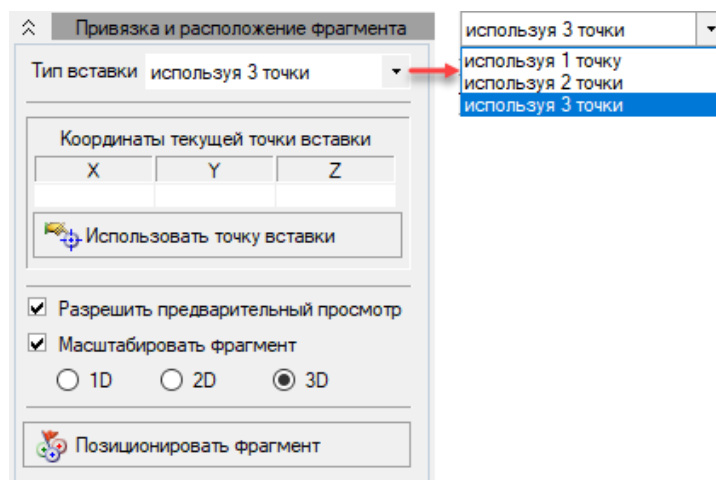 Привязка и расположение фрагмента
Тип вставки используя 3 точки
используя 3 точки
используя 1 точку
используя 2 точки
используя 3 точки
Координаты текущей точки вставки
X Y Z
Использовать точку вставки
Разрешить предварительный просмотр
Масштабировать фрагмент
1D 2D 3D
Позиционировать фрагмент